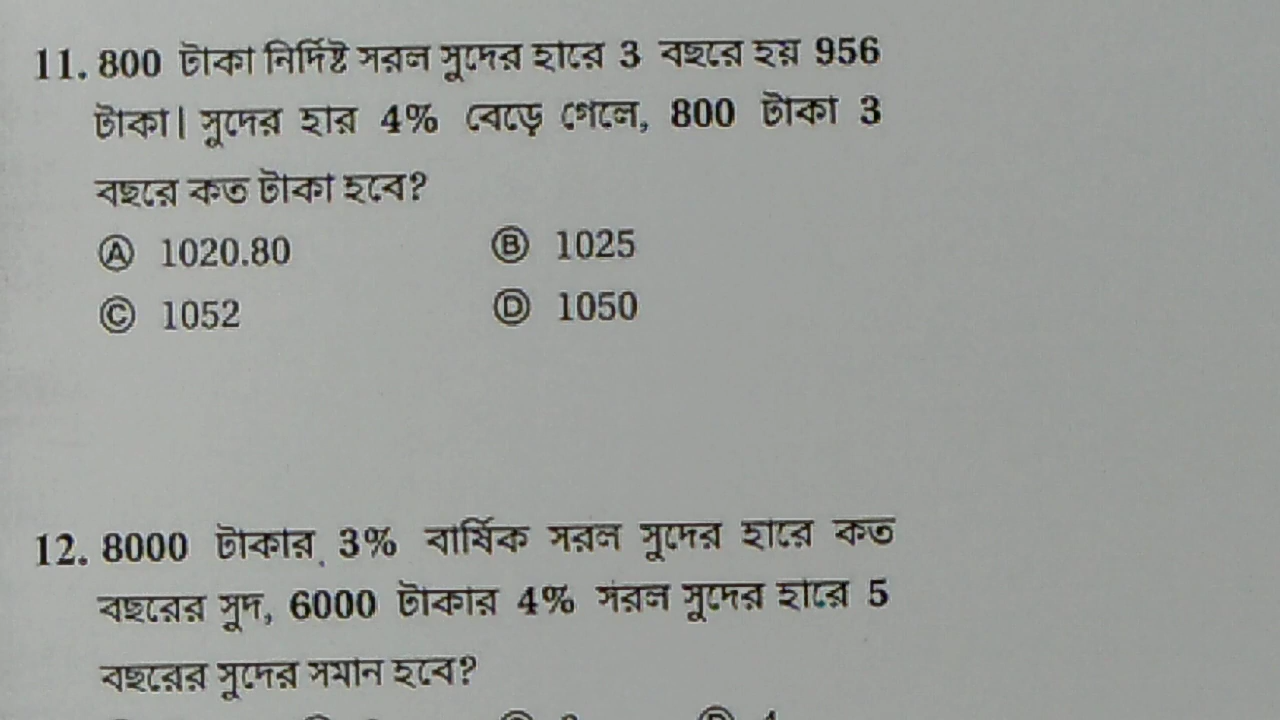 11. 800 টাকা নির্দিষ্ট সরল সুদের হারে 3 বছরে হয় 956
টাকা। সুদের হার 4% বেড়ে গেলে, 800 টাকা 3
বছরে কত টাকা হবে?
Ⓐ 1020.80 Ⓑ 1025
Ⓒ 1052 Ⓓ 1050
12. 8000 টাকার 3% বার্ষিক সরল সুদের হারে কত
বছরের সুদ, 6000 টাকার 4% সরল সুদের হারে 5
বছরের সুদের সমান হবে?